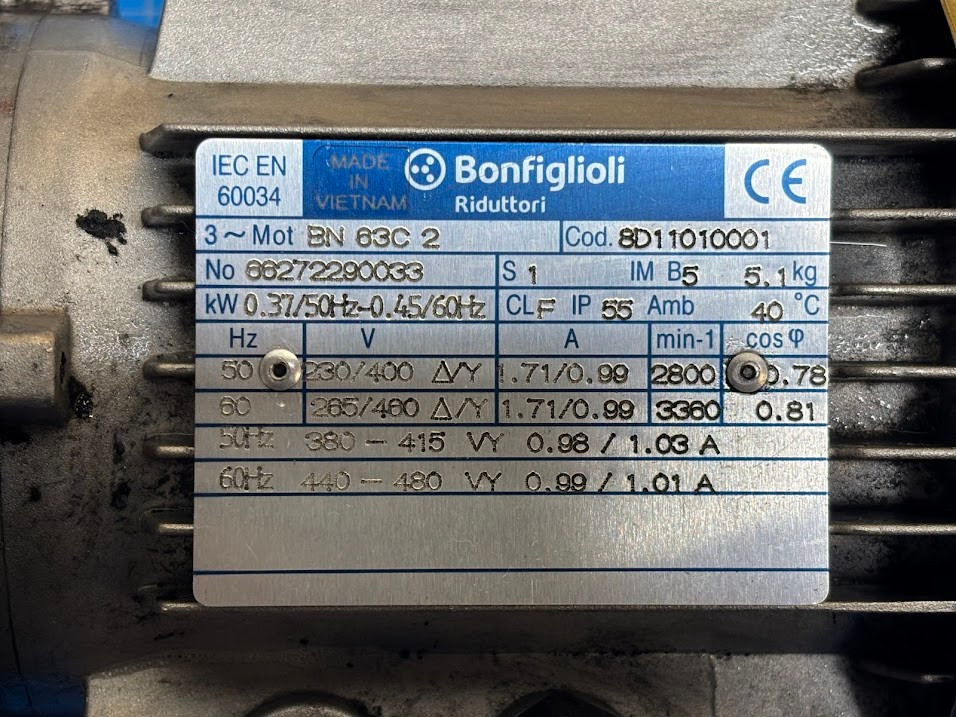 IEC EN 60034
MADE IN VIETNAM
Bonfiglioli
Riduttori
CE
3~Mot BN 63C 2 Cod. 8D11010001
No 86272290033 S 1 IM B5 5.1 kg
kW 0.37/50Hz-0.45/60Hz CL F IP 55 Amb 40 °C
Hz V A min-1 cos φ
50 230/400 Δ/Y 1.71/0.99 2800 0.78
60 265/460 Δ/Y 1.71/0.99 3360 0.81
50Hz 380 - 415 VY 0.98 / 1.03 A
60Hz 440 - 480 VY 0.99 / 1.01 A